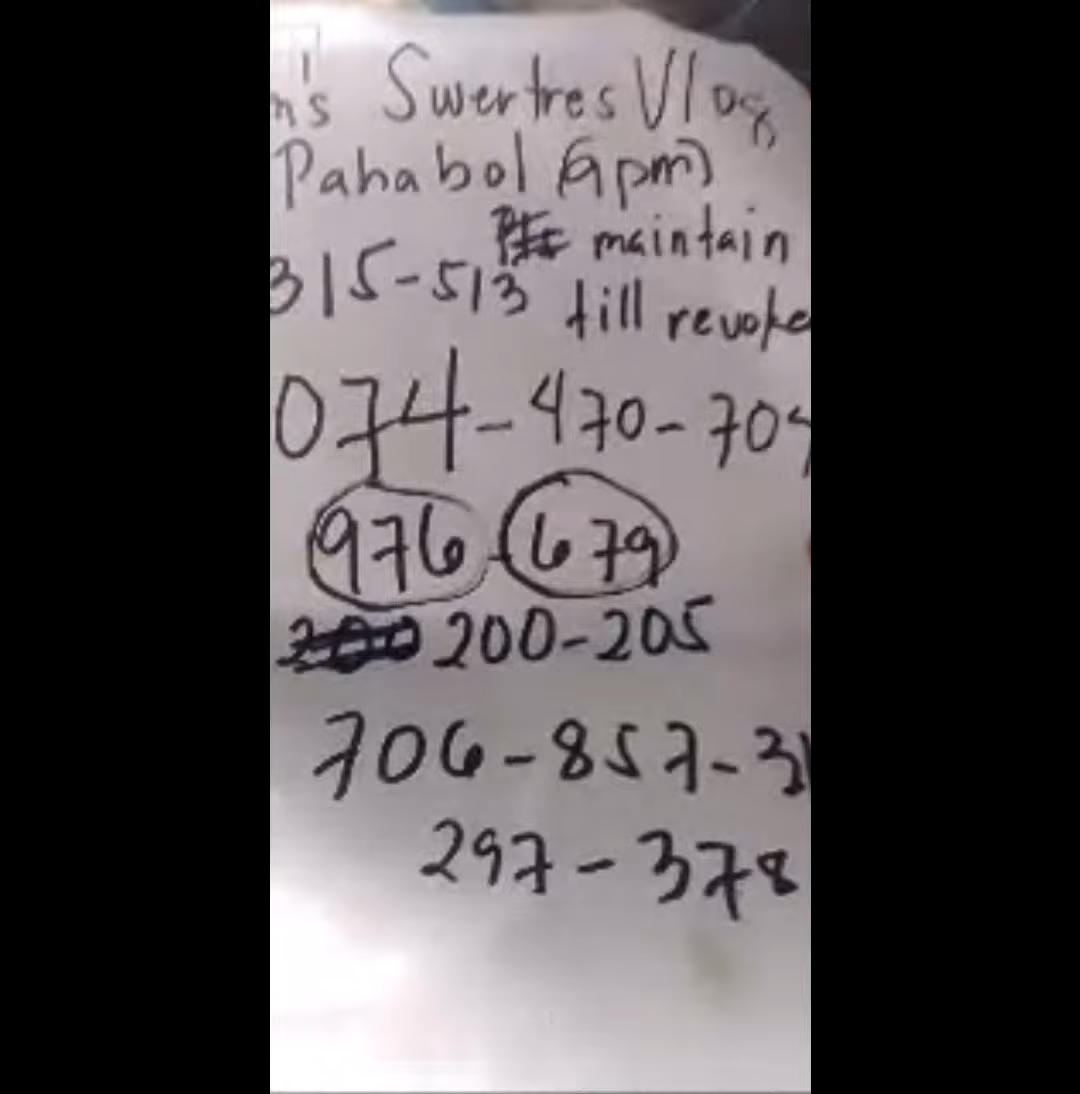 n's Swertres Vlog
Pahabol (9pm)
maintain
315-513 till revoke
074-470-704
976-679
200-205
706-857-3
297-378